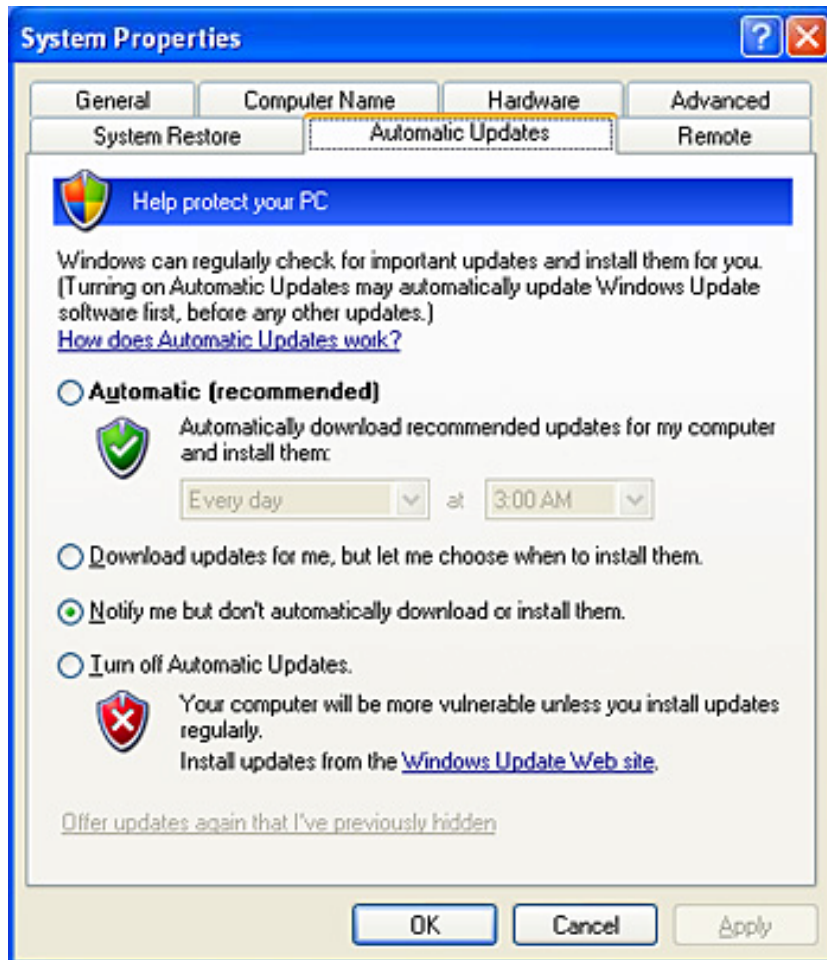 System Properties
General Computer Name Hardware Advanced
System Restore Automatic Updates Remote
Help protect your PC
Windows can regularly check for important updates and install them for you.
(Turning on Automatic Updates may automatically update Windows Update
software first, before any other updates.)
How does Automatic Updates work?
Automatic (recommended)
Automatically download recommended updates for my computer
and install them:
Every day at 3:00 AM
Download updates for me, but let me choose when to install them.
Notify me but don't automatically download or install them.
Turn off Automatic Updates.
Your computer will be more vulnerable unless you install updates
regularly.
Install updates from the Windows Update Web site.
Offer updates again that I've previously hidden
OK Cancel Apply